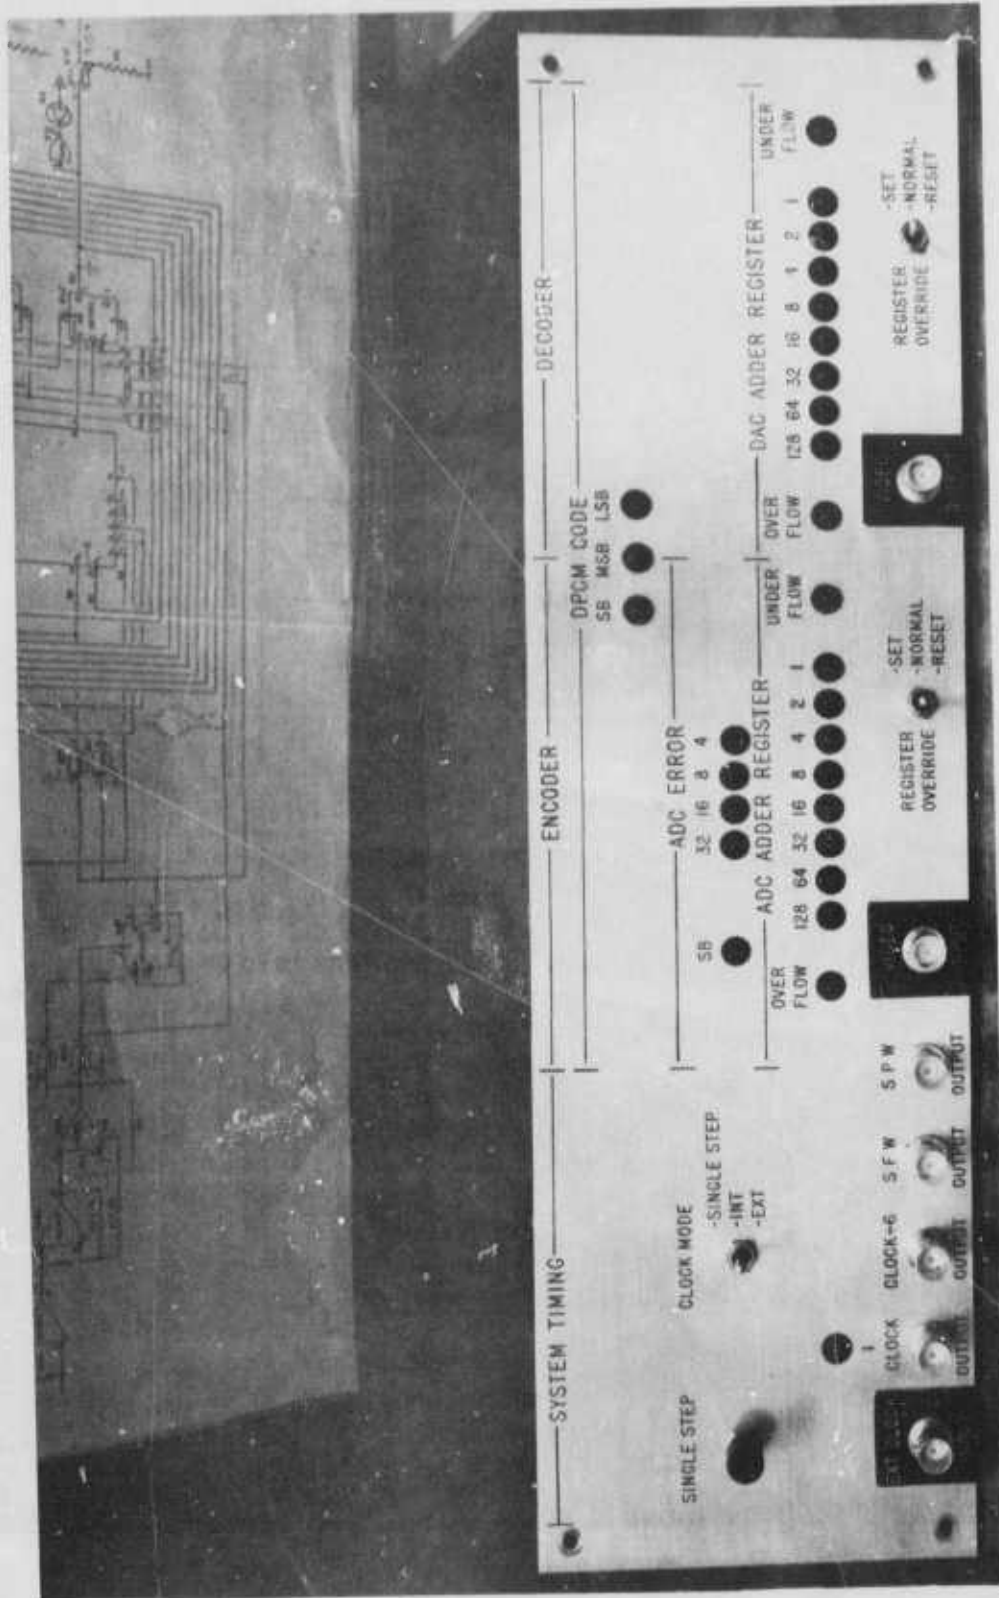 SYSTEM TIMING
ENCODER
DECODER
DPCM CODE
SB MSB LSB
SINGLE STEP
CLOCK MODE
-SINGLE STEP
-INT
-EXT
ADC ERROR
SB 32 16 8 4
ADC ADDER REGISTER
OVER
FLOW
128 64 32 16 8 4 2 1
UNDER
FLOW
DAC ADDER REGISTER
OVER
FLOW
128 64 32 16 8 4 2 1
UNDER
FLOW
1
CLOCK
OUTPUT
CLOCK-6
OUTPUT
S F W
OUTPUT
S P W
OUTPUT
REGISTER
OVERRIDE
-SET
-NORMAL
-RESET
REGISTER
OVERRIDE
-SET
-NORMAL
-RESET
EXT